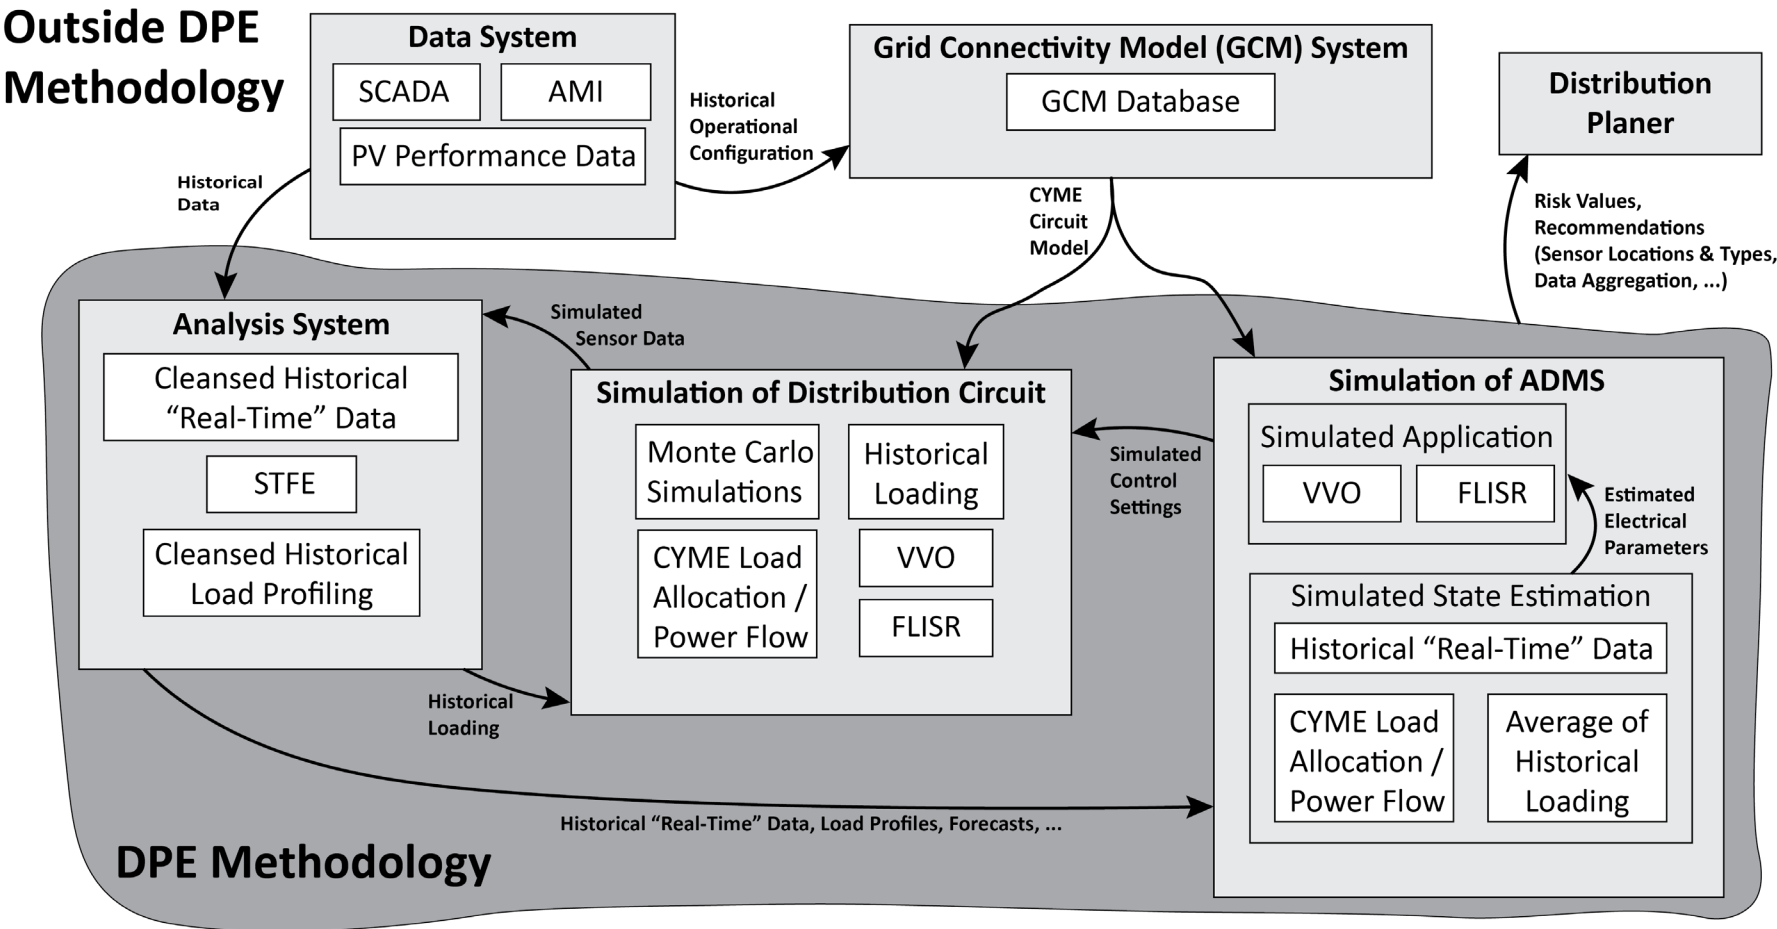 Outside DPE
Methodology
Data System
SCADA
AMI
PV Performance Data
Historical
Operational
Configuration
Grid Connectivity Model (GCM) System
GCM Database
Distribution
Planer
Historical
Data
CYME
Circuit
Model
Risk Values,
Recommendations
(Sensor Locations & Types,
Data Aggregation, ...)
Analysis System
Cleansed Historical
“Real-Time” Data
STFE
Cleansed Historical
Load Profiling
Simulated
Sensor Data
Simulation of Distribution Circuit
Monte Carlo
Simulations
Historical
Loading
CYME Load
Allocation /
Power Flow
VVO
FLISR
Simulated
Control
Settings
Simulation of ADMS
Simulated Application
VVO
FLISR
Estimated
Electrical
Parameters
Simulated State Estimation
Historical “Real-Time” Data
CYME Load
Allocation /
Power Flow
Average of
Historical
Loading
Historical
Loading
Historical “Real-Time” Data, Load Profiles, Forecasts, ...
DPE Methodology